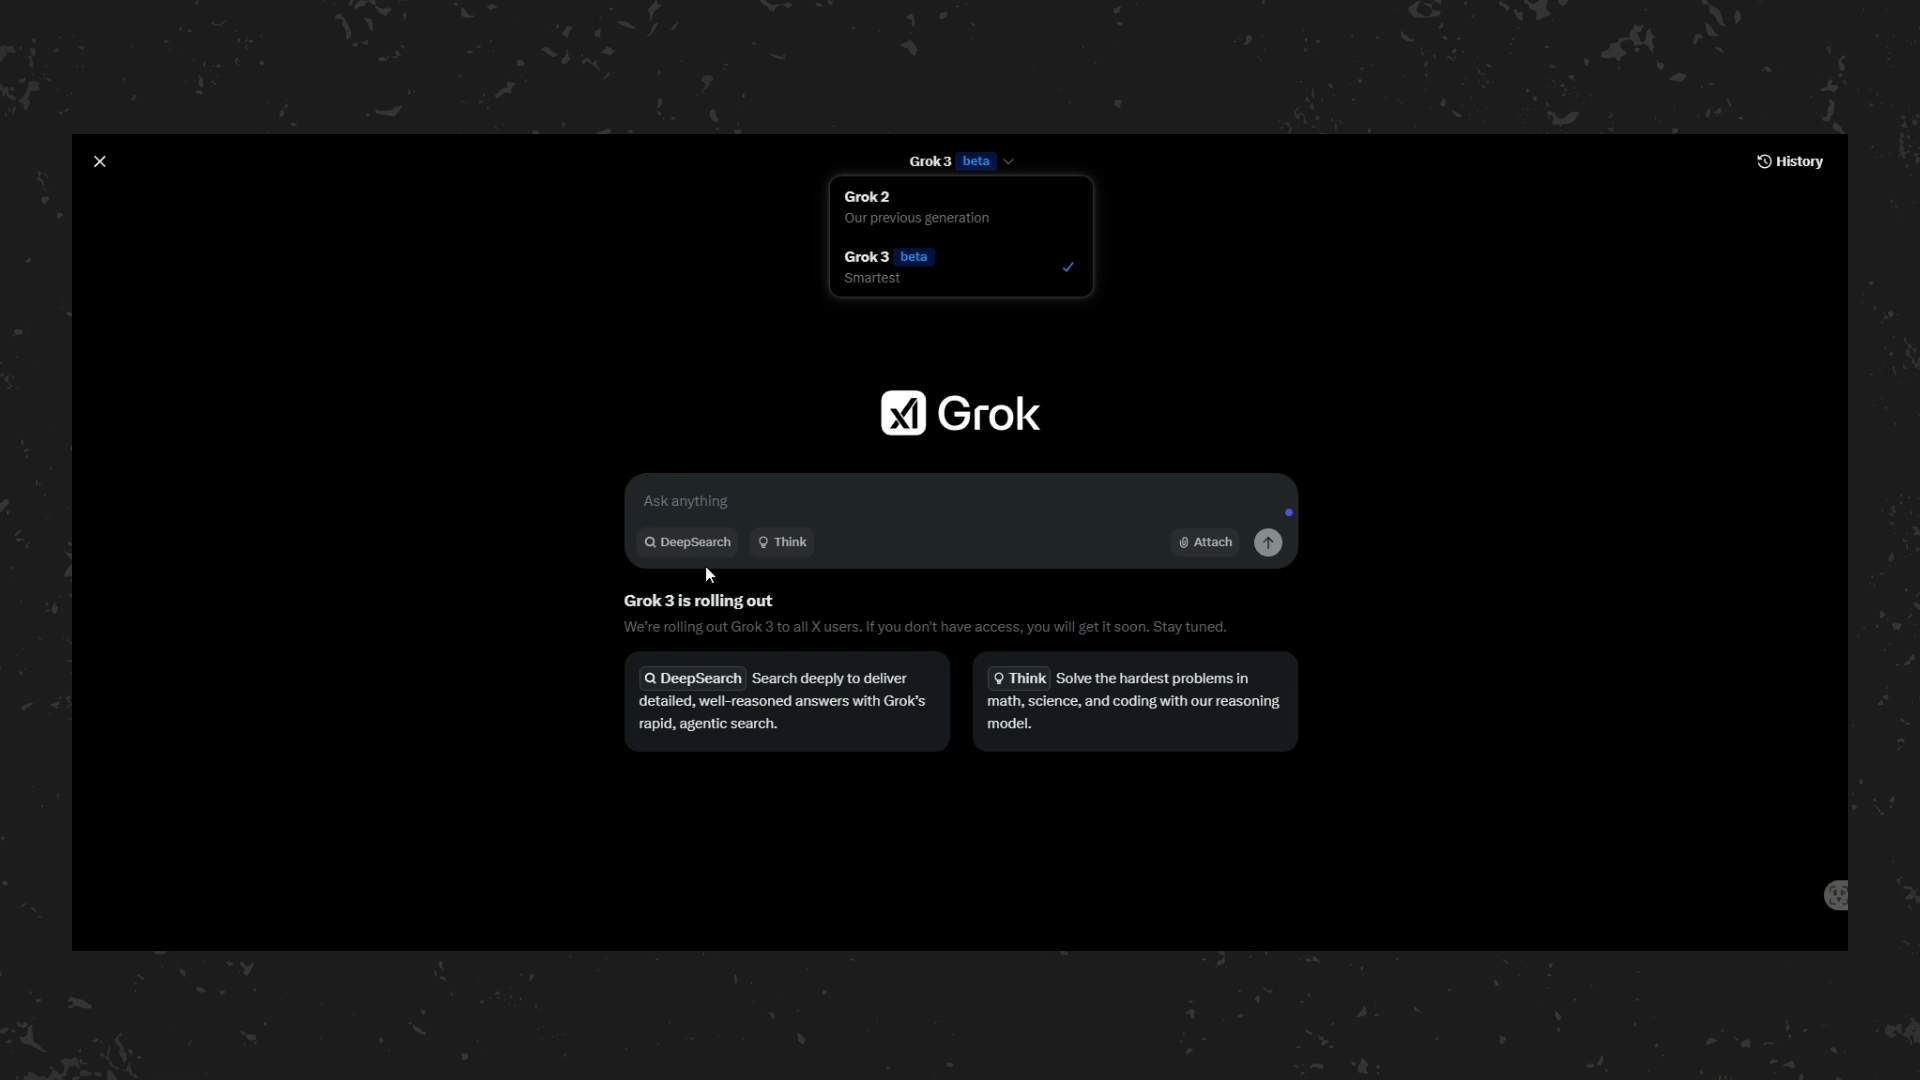 Grok 3 beta
History
Grok 2
Our previous generation
Grok 3 beta
Smartest
Grok
Ask anything
DeepSearch
Think
Attach
Grok 3 is rolling out
We're rolling out Grok 3 to all X users. If you don't have access, you will get it soon. Stay tuned.
DeepSearch Search deeply to deliver
detailed, well-reasoned answers with Grok's
rapid, agentic search.
Think Solve the hardest problems in
math, science, and coding with our reasoning
model.